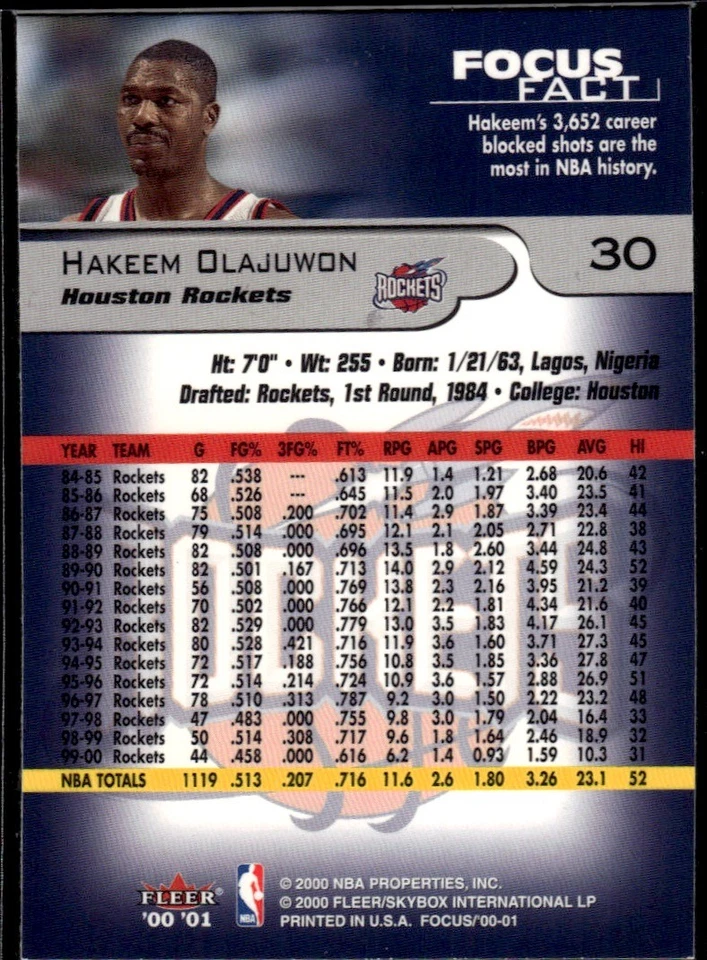 FOCUS
FACT
Hakeem's 3,652 career
blocked shots are the
most in NBA history.
HAKEEM OLAJUWON
30
Houston Rockets
ROCKETS
Ht: 7'0" • Wt: 255 • Born: 1/21/63, Lagos, Nigeria
Drafted: Rockets, 1st Round, 1984 • College: Houston
YEAR TEAM G FG% 3FG% FT% RPG APG SPG BPG AVG HI
84-85 Rockets 82 .538 --- .613 11.9 1.4 1.21 2.68 20.6 42
85-86 Rockets 68 .526 --- .645 11.5 2.0 1.97 3.40 23.5 41
86-87 Rockets 75 .508 .200 .702 11.4 2.9 1.87 3.39 23.4 44
87-88 Rockets 79 .514 .000 .695 12.1 2.1 2.05 2.71 22.8 38
88-89 Rockets 82 .508 .000 .696 13.5 1.8 2.60 3.44 24.8 43
89-90 Rockets 82 .501 .167 .713 14.0 2.9 2.12 4.59 24.3 52
90-91 Rockets 56 .508 .000 .769 13.8 2.3 2.16 3.95 21.2 39
91-92 Rockets 70 .502 .000 .766 12.1 2.2 1.81 4.34 21.6 40
92-93 Rockets 82 .529 .000 .779 13.0 3.5 1.83 4.17 26.1 45
93-94 Rockets 80 .528 .421 .716 11.9 3.6 1.60 3.71 27.3 45
94-95 Rockets 72 .517 .188 .756 10.8 3.5 1.85 3.36 27.8 47
95-96 Rockets 72 .514 .214 .724 10.9 3.6 1.57 2.88 26.9 51
96-97 Rockets 78 .510 .313 .787 9.2 3.0 1.50 2.22 23.2 48
97-98 Rockets 47 .483 .000 .755 9.8 3.0 1.79 2.04 16.4 33
98-99 Rockets 50 .514 .308 .717 9.6 1.8 1.64 2.46 18.9 32
99-00 Rockets 44 .458 .000 .616 6.2 1.4 0.93 1.59 10.3 31
NBA TOTALS 1119 .513 .207 .716 11.6 2.6 1.80 3.26 23.1 52
FLEER®
'00 '01
NBA
© 2000 NBA PROPERTIES, INC.
© 2000 FLEER/SKYBOX INTERNATIONAL LP
PRINTED IN U.S.A. FOCUS/'00-01